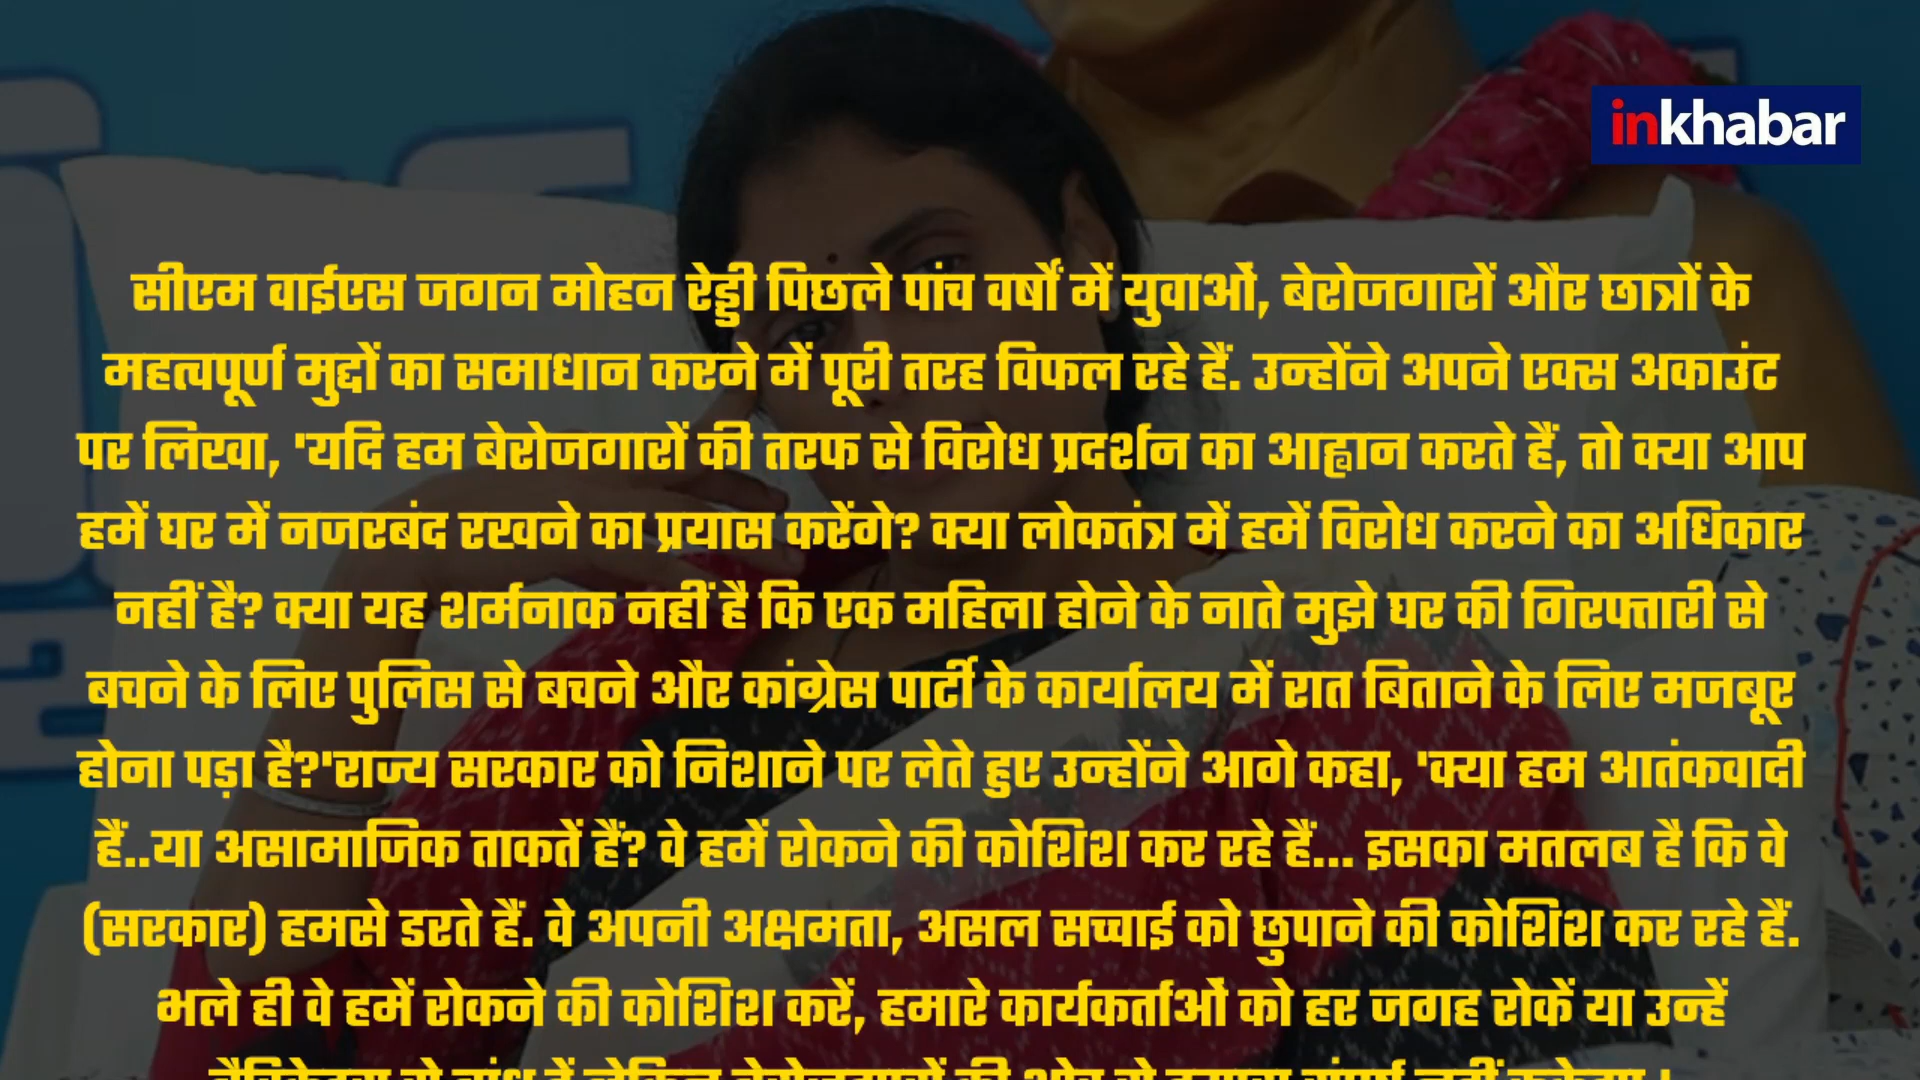 inkhabar
सीएम वाईएस जगन मोहन रेड्डी पिछले पांच वर्षों में युवाओं, बेरोजगारों और छात्रों के
महत्वपूर्ण मुद्दों का समाधान करने में पूरी तरह विफल रहे हैं. उन्होंने अपने एक्स अकाउंट
पर लिखा, 'यदि हम बेरोजगारों की तरफ से विरोध प्रदर्शन का आह्वान करते हैं, तो क्या आप
हमें घर में नजरबंद रखने का प्रयास करेंगे? क्या लोकतंत्र में हमें विरोध करने का अधिकार
नहीं है? क्या यह शर्मनाक नहीं है कि एक महिला होने के नाते मुझे घर की गिरफ्तारी से
बचने के लिए पुलिस से बचने और कांग्रेस पार्टी के कार्यालय में रात बिताने के लिए मजबूर
होना पड़ा है?'राज्य सरकार को निशाने पर लेते हुए उन्होंने आगे कहा, 'क्या हम आतंकवादी
हैं..या असामाजिक ताकतें हैं? वे हमें रोकने की कोशिश कर रहे हैं... इसका मतलब है कि वे
(सरकार) हमसे डरते हैं. वे अपनी अक्षमता, असल सच्चाई को छुपाने की कोशिश कर रहे हैं.
भले ही वे हमें रोकने की कोशिश करें, हमारे कार्यकर्ताओं को हर जगह रोकें या उन्हें